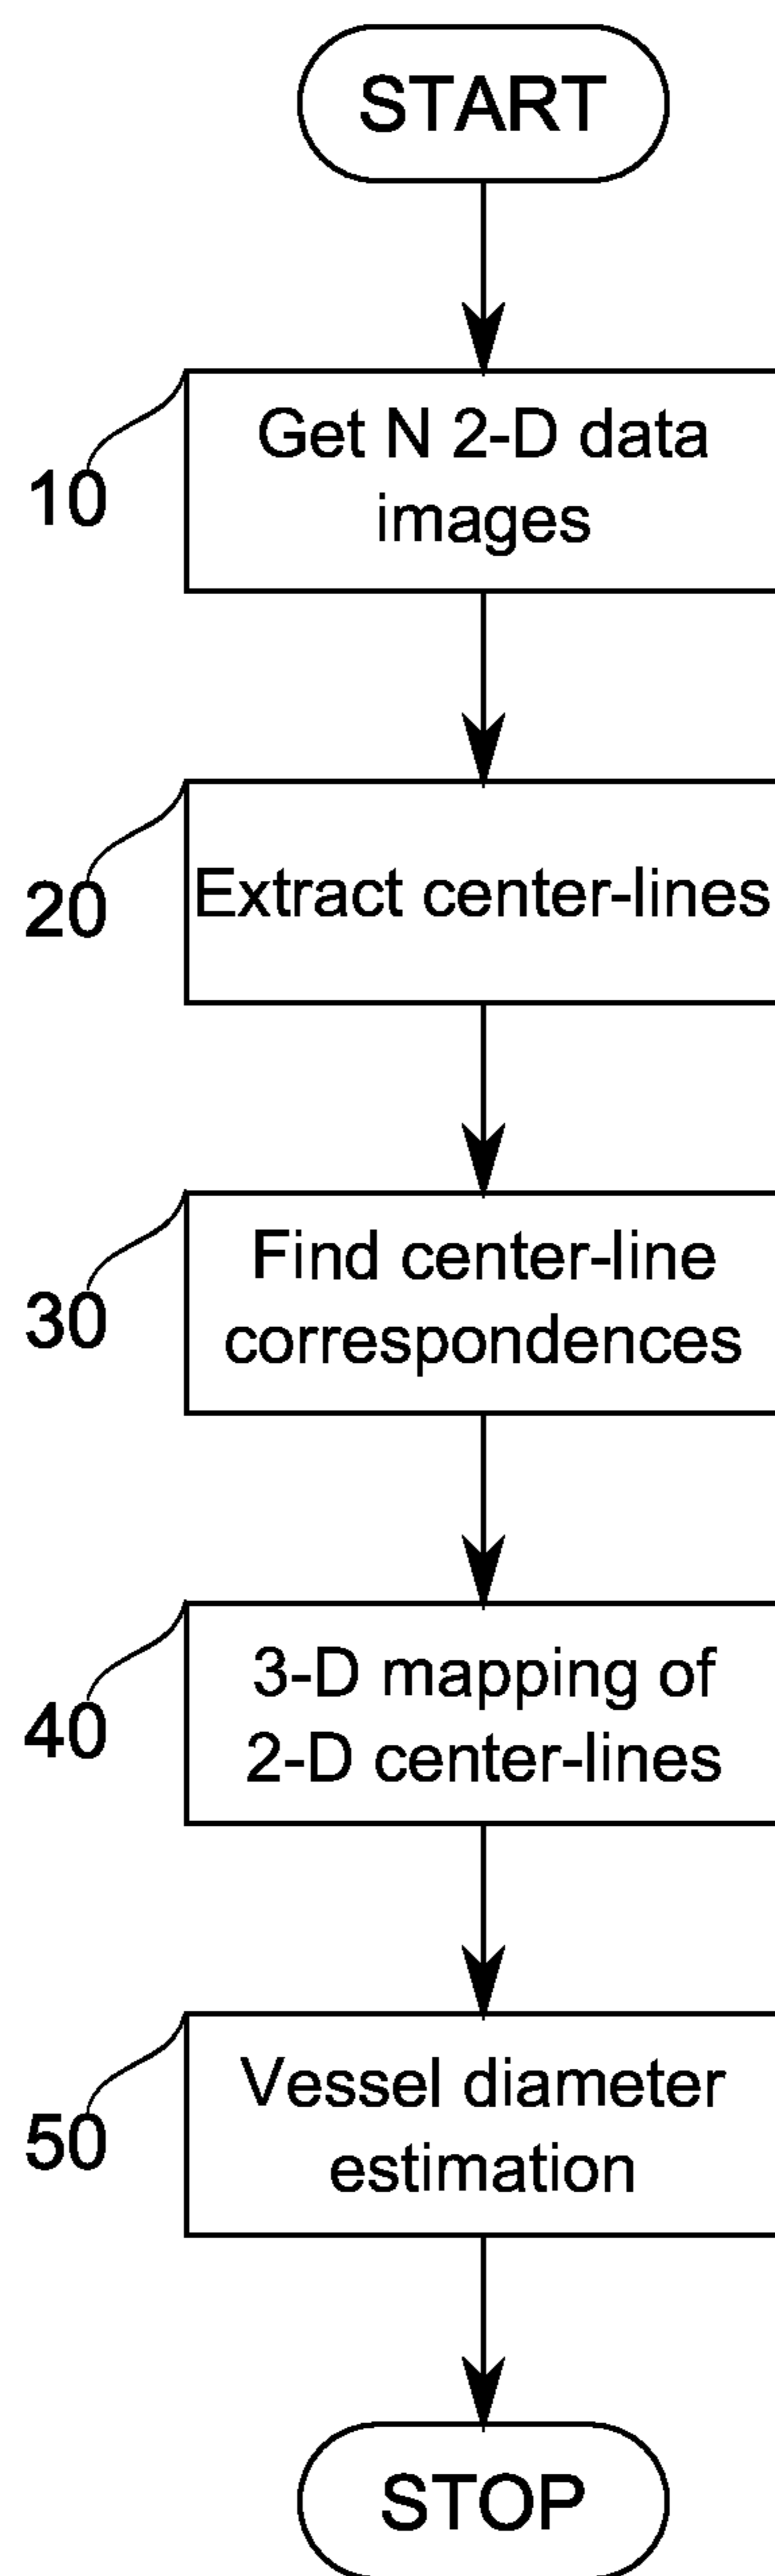 START
Get N 2-D data
images
10
Extract center-lines
20
Find center-line
correspondences
30
3-D mapping of
2-D center-lines
40
Vessel diameter
estimation
50
STOP